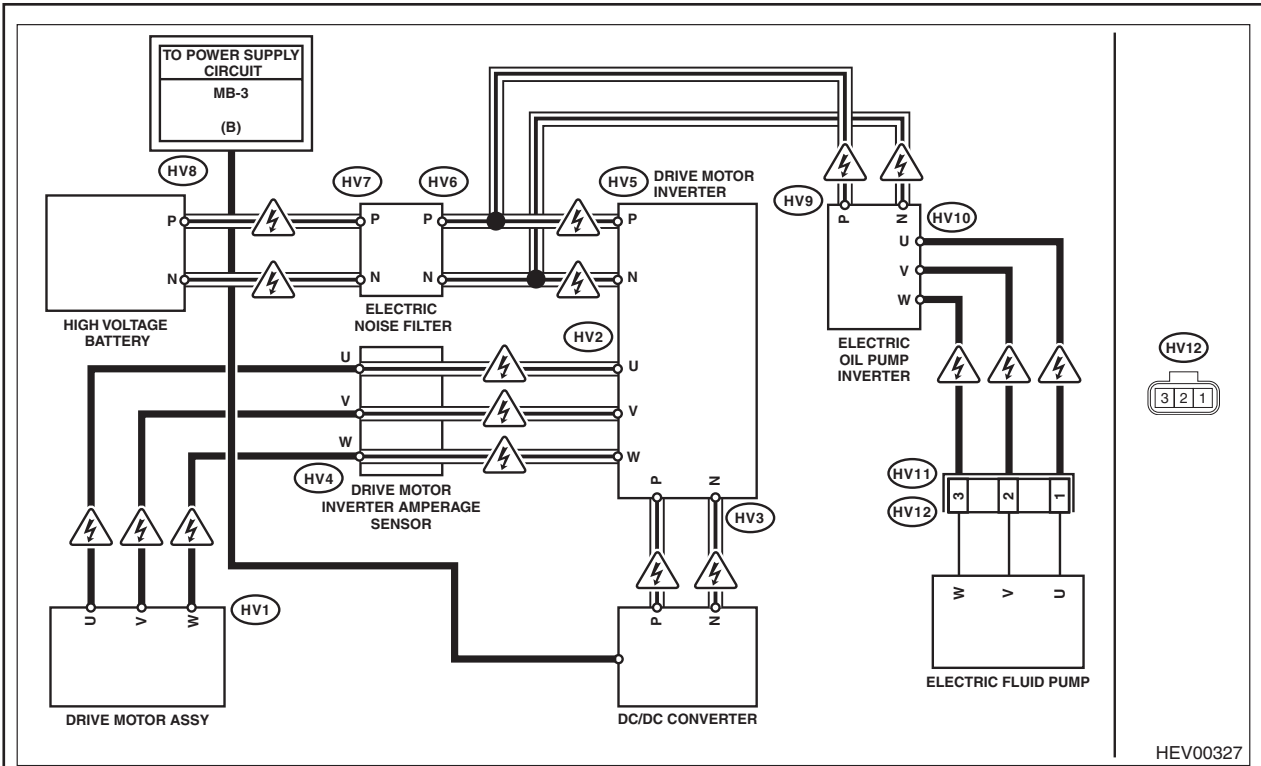 TO POWER SUPPLY
CIRCUIT
MB-3
(B)
HV8
HV7
HV6
HV5
DRIVE MOTOR
INVERTER
HV9
P
N
HV10
P
P
P
P
U
N
N
N
N
V
W
HIGH VOLTAGE
BATTERY
ELECTRIC
NOISE FILTER
HV2
ELECTRIC
OIL PUMP
INVERTER
HV12
3 2 1
U
U
V
V
W
W
HV4
DRIVE MOTOR
INVERTER AMPERAGE
SENSOR
P
N
HV3
HV11
HV12
3
2
1
HV1
U
V
W
P
N
W
V
U
DRIVE MOTOR ASSY
DC/DC CONVERTER
ELECTRIC FLUID PUMP
HEV00327